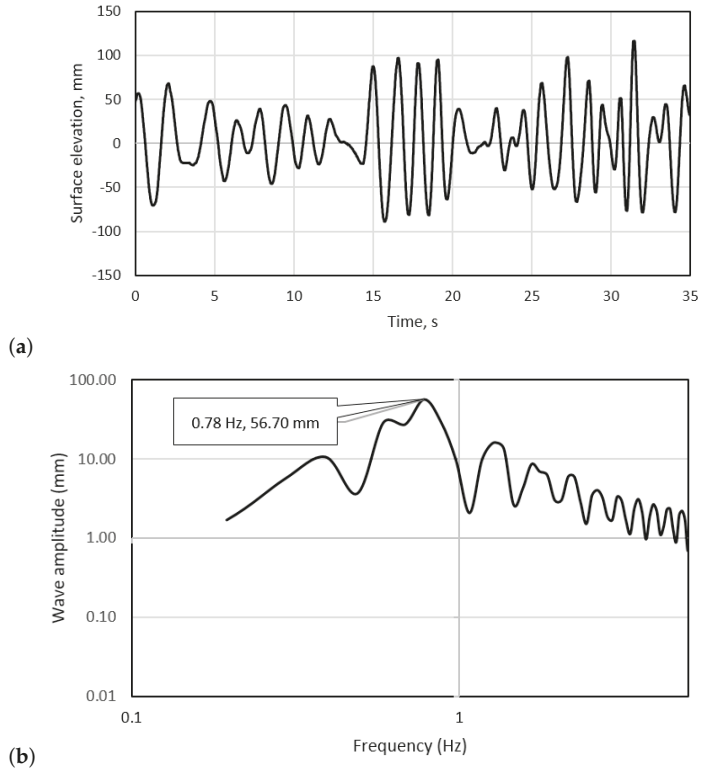 150
100
50
0
-50
-100
-150
Surface elevation, mm
0 5 10 15 20 25 30 35
Time, s
(a)
100.00
10.00
1.00
0.10
0.01
Wave amplitude (mm)
0.78 Hz, 56.70 mm
0.1 1
Frequency (Hz)
(b)